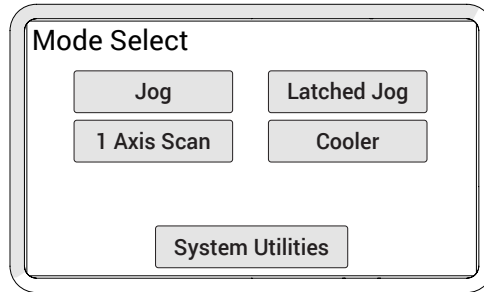 Mode Select
Jog Latched Jog
1 Axis Scan Cooler
System Utilities